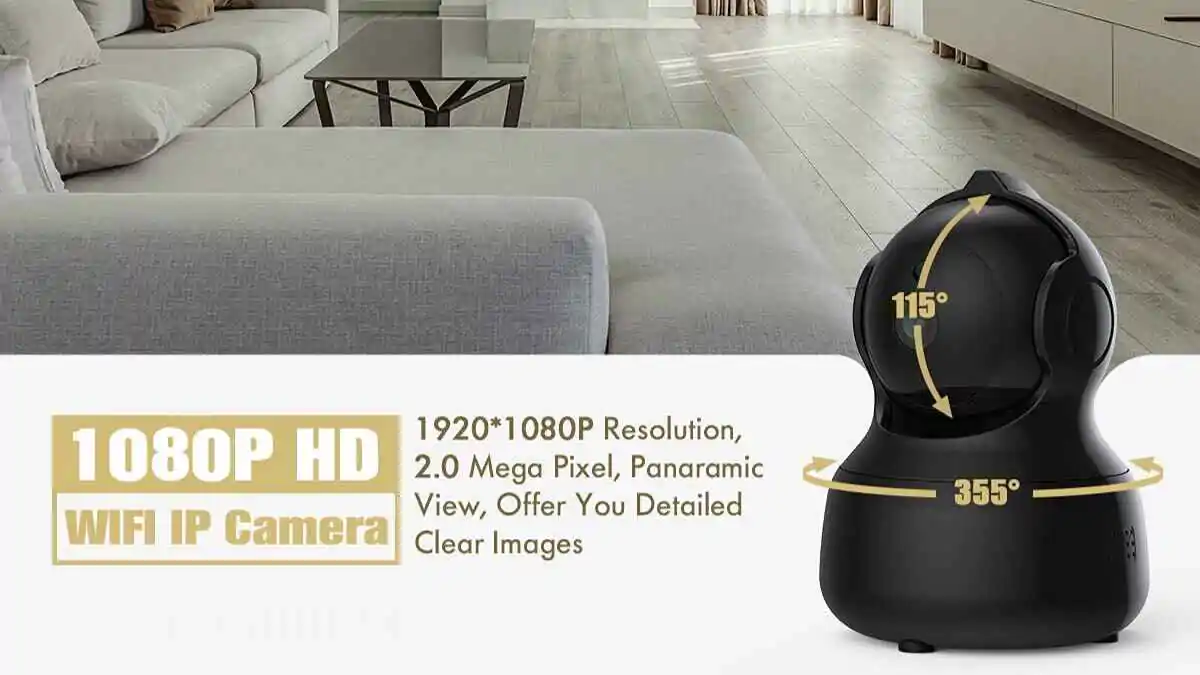 1080P HD
WIFI IP Camera
1920*1080P Resolution,
2.0 Mega Pixel, Panaramic
View, Offer You Detailed
Clear Images
115°
355°